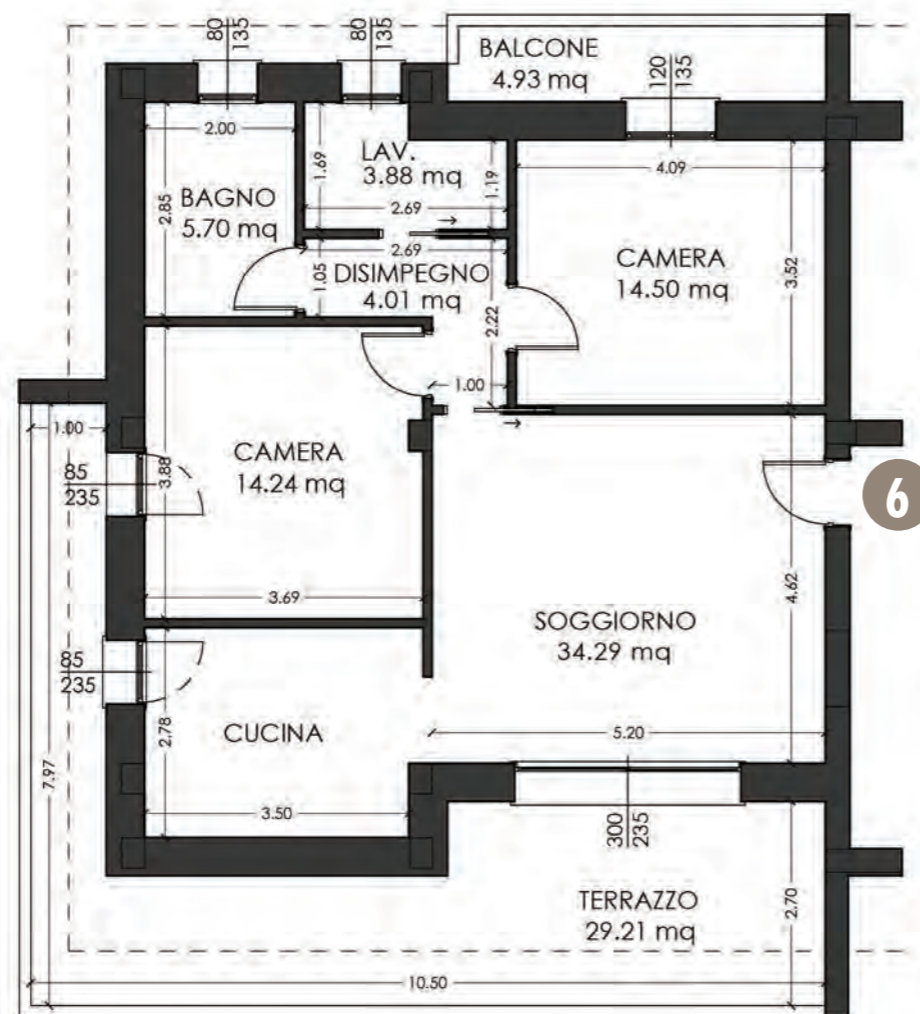 80
135
80
135
BALCONE
4.93 mq
120
135
2.00
LAV.
3.88 mq
1.69
1.19
2.69
4.09
BAGNO
5.70 mq
2.85
2.69
DISIMPEGNO
4.01 mq
1.05
2.22
CAMERA
14.50 mq
3.52
1.00
1.00
CAMERA
14.24 mq
85
235
3.88
3.69
6
4.62
SOGGIORNO
34.29 mq
85
235
CUCINA
2.78
5.20
3.50
7.97
300
235
TERRAZZO
29.21 mq
2.70
10.50